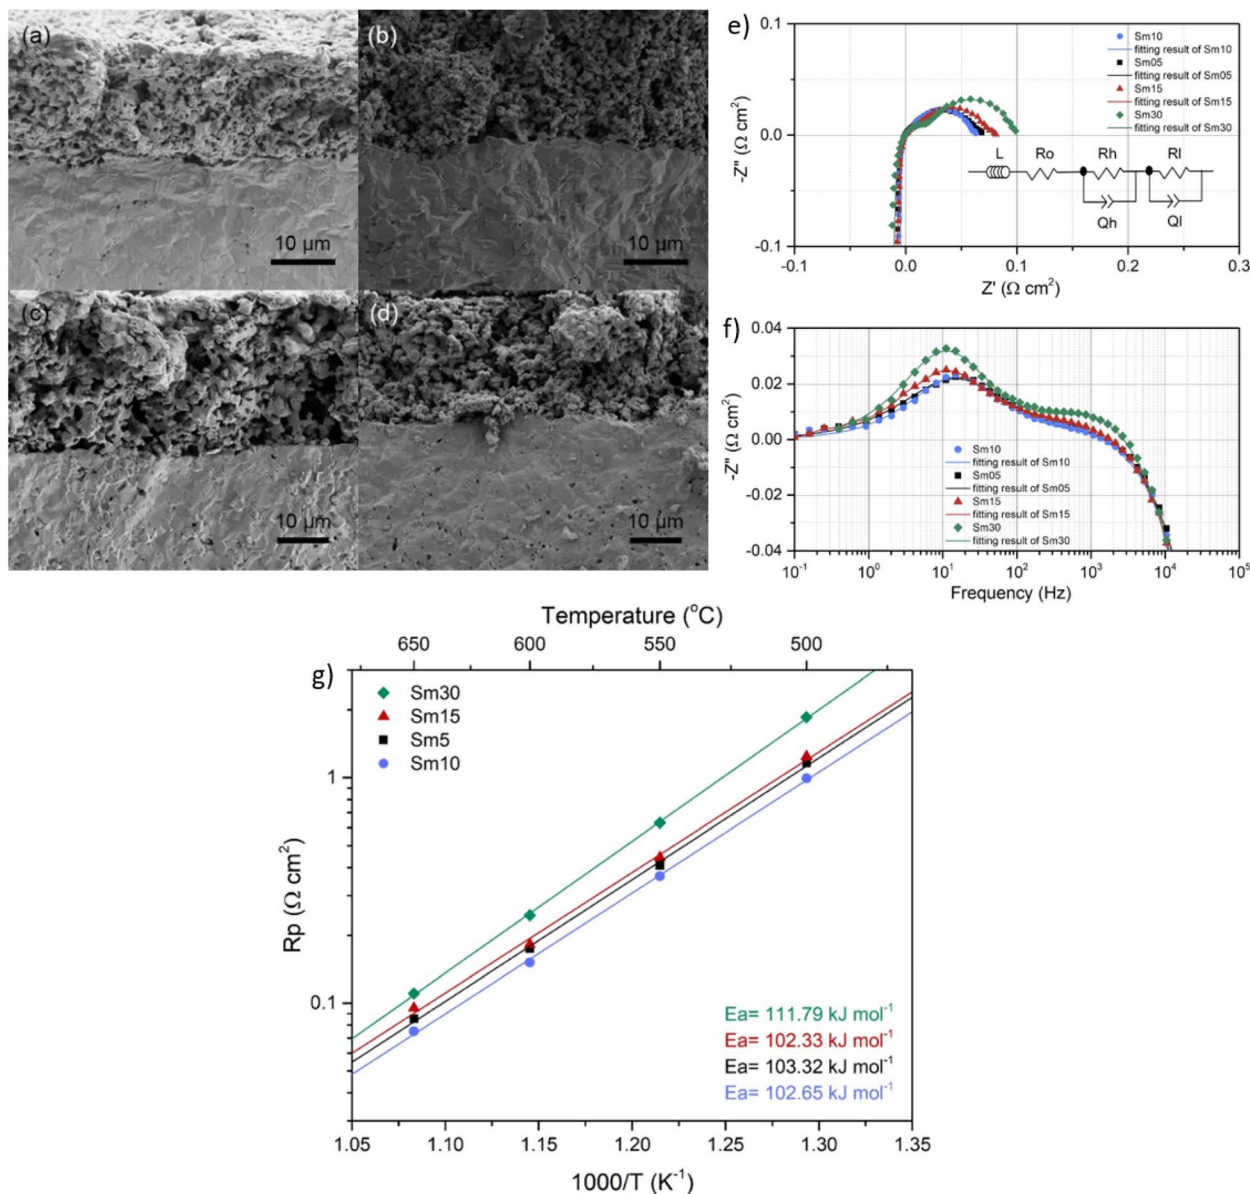 (a)
10 μm
(b)
10 μm
(c)
10 μm
(d)
10 μm
e)
0.1
0.0
-0.1
-Z'' (Ω cm²)
-0.1
0.0
0.1
0.2
0.3
Z' (Ω cm²)
Sm10
fitting result of Sm10
Sm05
fitting result of Sm05
Sm15
fitting result of Sm15
Sm30
fitting result of Sm30
L
Ro
Rh
Rl
Qh
Ql
f)
0.04
0.02
0.00
-0.02
-0.04
-Z'' (Ω cm²)
Sm10
fitting result of Sm10
Sm05
fitting result of Sm05
Sm15
fitting result of Sm15
Sm30
fitting result of Sm30
10⁻¹
10⁰
10¹
10²
10³
10⁴
10⁵
Frequency (Hz)
Temperature (°C)
650
600
550
500
g)
Sm30
Sm15
Sm5
Sm10
1
0.1
Rp (Ω cm²)
Ea= 111.79 kJ mol⁻¹
Ea= 102.33 kJ mol⁻¹
Ea= 103.32 kJ mol⁻¹
Ea= 102.65 kJ mol⁻¹
1.05
1.10
1.15
1.20
1.25
1.30
1.35
1000/T (K⁻¹)